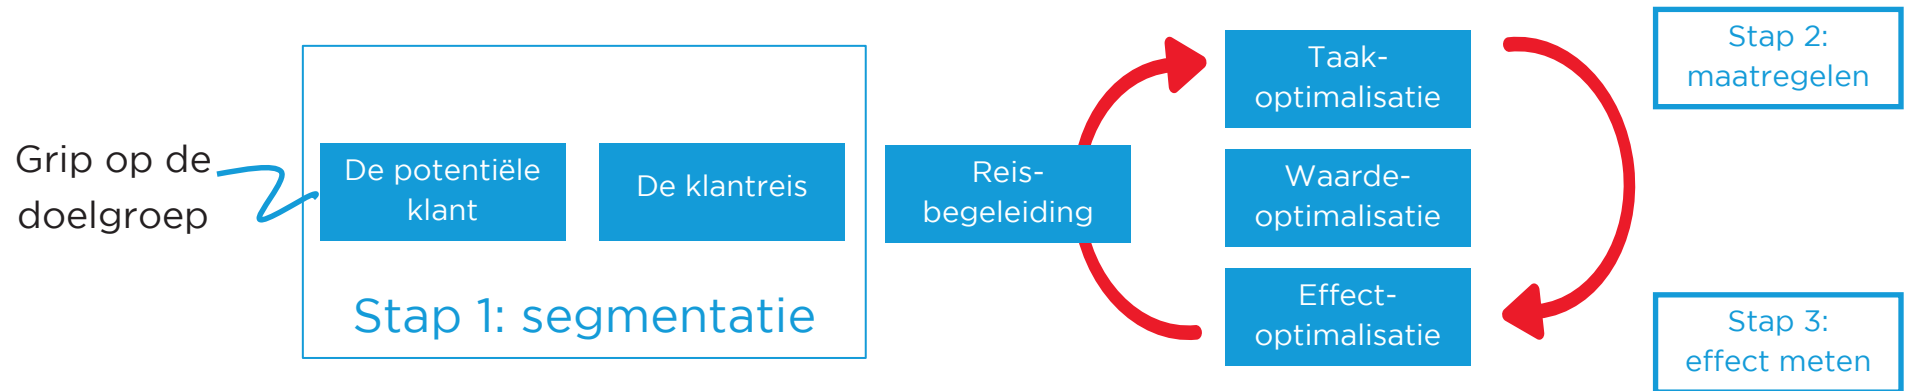 Grip op de
doelgroep
De potentiële
klant
De klantreis
Stap 1: segmentatie
Reis-
begeleiding
Taak-
optimalisatie
Waarde-
optimalisatie
Effect-
optimalisatie
Stap 2:
maatregelen
Stap 3:
effect meten